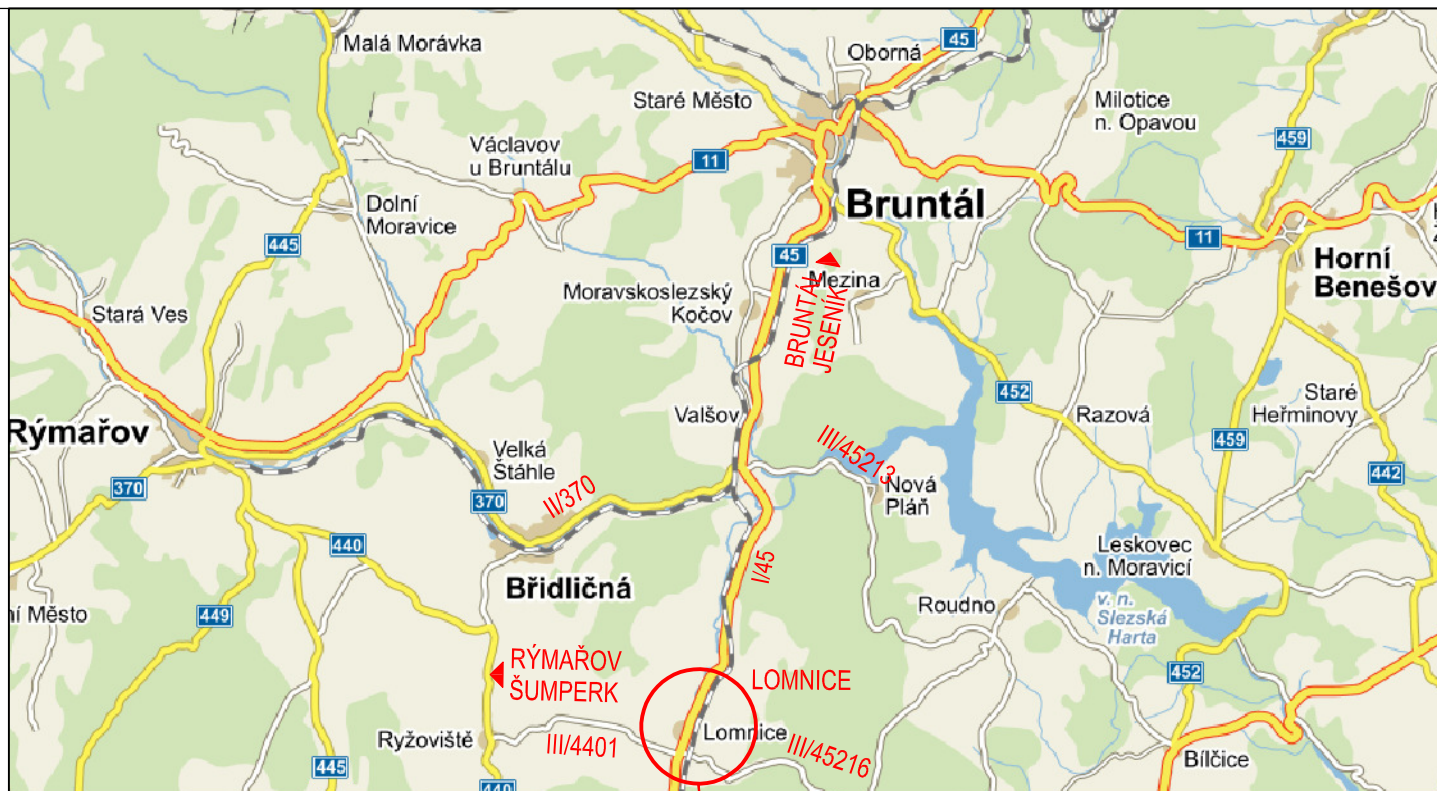 Malá Morávka
45
Oborná
Staré Město
Milotice
n. Opavou
459
Václavov
u Bruntálu
11
Dolní
Moravice
Bruntál
445
45
11
Horní
Benešov
Mezina
BRUNTÁL
JESENÍK
Moravskoslezský
Kočov
Stará Ves
452
Staré
Heřminovy
Rýmařov
Valšov
Razová
III/45213
459
442
Velká
Štáhle
370
370
II/370
Nová
Pláň
440
I/45
Leskovec
n. Moravicí
Břidličná
Roudno
v. n.
Slezská
Harta
ní Město
449
RÝMAŘOV
ŠUMPERK
LOMNICE
452
Ryžoviště
III/4401
Lomnice
III/45216
Bílčice
445
440